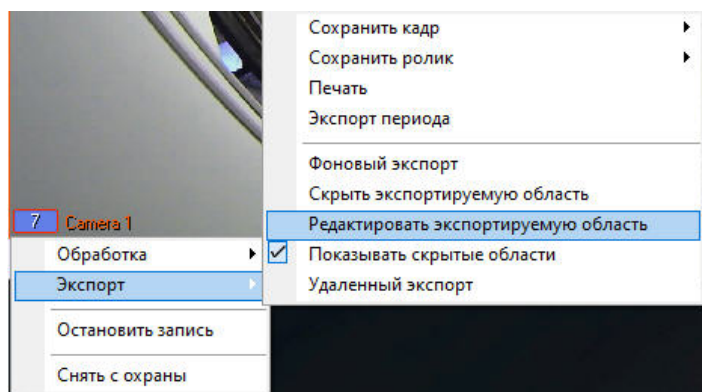 Сохранить кадр
Сохранить ролик
Печать
Экспорт периода
Фоновый экспорт
Скрыть экспортируемую область
7 Camera 1
Редактировать экспортируемую область
Обработка
Показывать скрытые области
Экспорт
Удаленный экспорт
Остановить запись
Снять с охраны